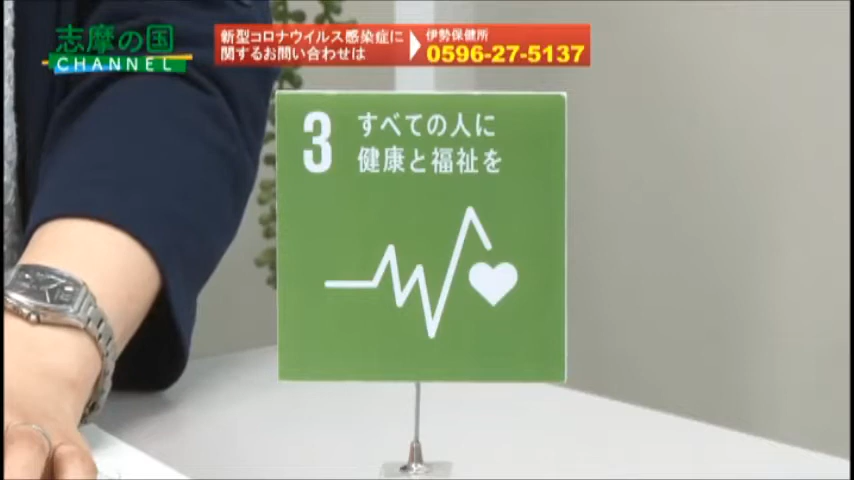 志摩の国
CHANNEL
新型コロナウイルス感染症に
関するお問い合わせは
伊勢保健所
0596-27-5137
3
すべての人に
健康と福祉を